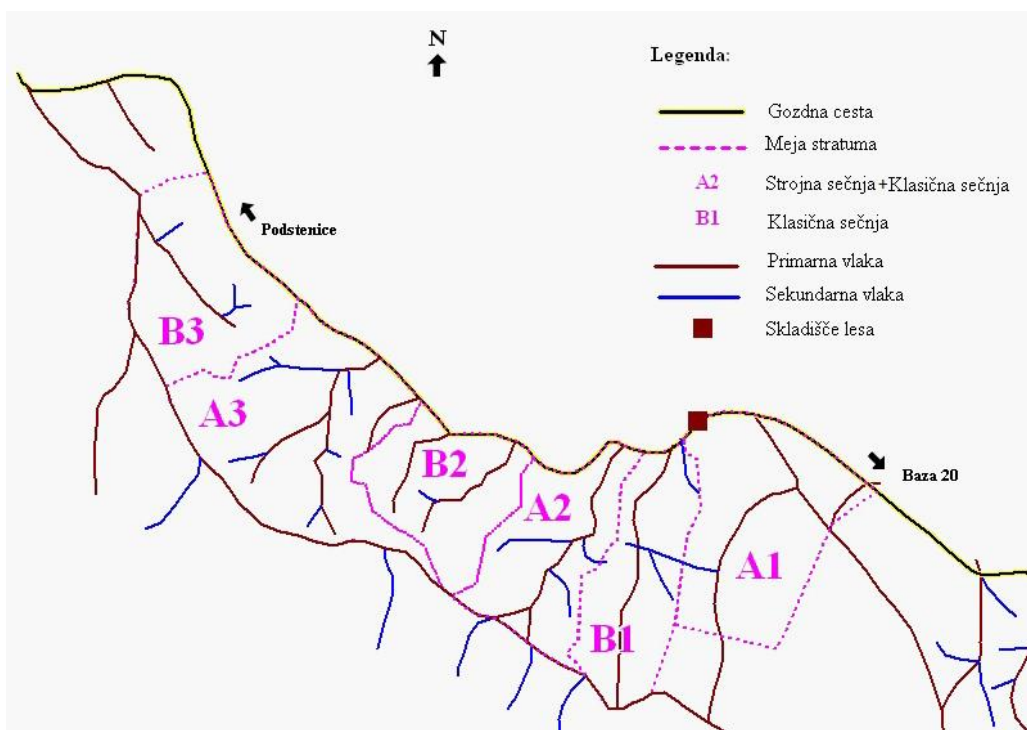 N
Legenda:
Gozdna cesta
Meja stratuma
A2 Strojna sečnja+Klasična sečnja
B1 Klasična sečnja
Primarna vlaka
Sekundarna vlaka
Skladišče lesa
Podstenice
B3
A3
B2
A2
Baza 20
A1
B1